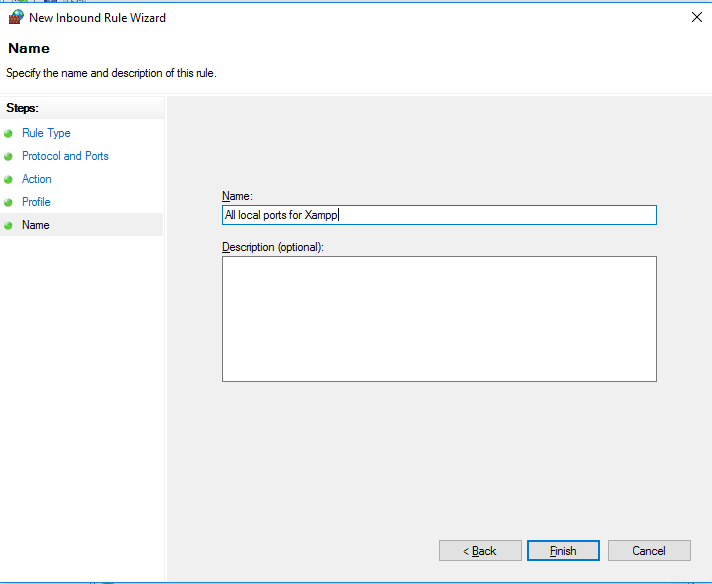 New Inbound Rule Wizard
Name
Specify the name and description of this rule.
Steps:
Rule Type
Protocol and Ports
Action
Profile
Name
Name:
All local ports for Xampp
Description (optional):
< Back
Finish
Cancel